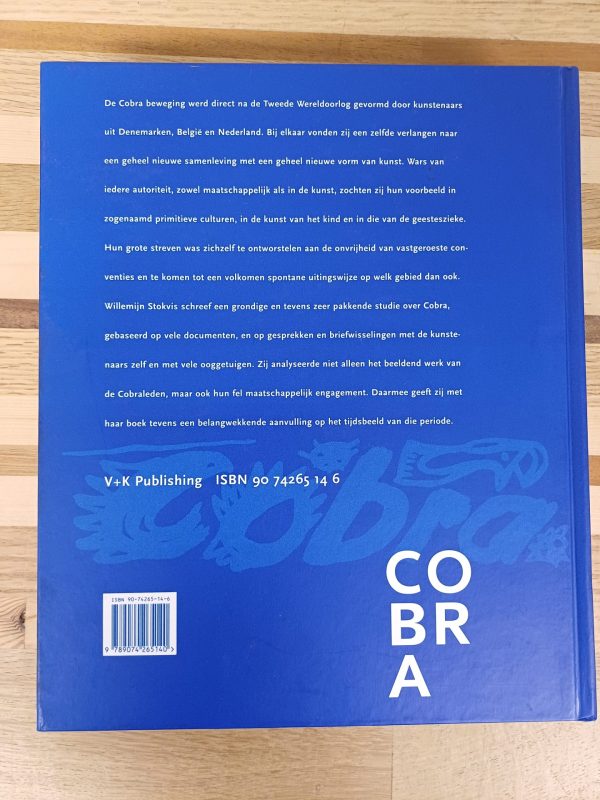 De Cobra beweging werd direct na de Tweede Wereldoorlog gevormd door kunstenaars
uit Denemarken, België en Nederland. Bij elkaar vonden zij een zelfde verlangen naar
een geheel nieuwe samenleving met een geheel nieuwe vorm van kunst. Wars van
iedere autoriteit, zowel maatschappelijk als in de kunst, zochten zij hun voorbeeld in
zogenaamd primitieve culturen, in de kunst van het kind en in die van de geesteszieke.
Hun grote streven was zichzelf te ontworstelen aan de onvrijheid van vastgeroeste con-
venties en te komen tot een volkomen spontane uitingswijze op welk gebied dan ook.
Willemijn Stokvis schreef een grondige en tevens zeer pakkende studie over Cobra,
gebaseerd op vele documenten, en op gesprekken en briefwisselingen met de kunste-
naars zelf en met vele ooggetuigen. Zij analyseerde niet alleen het beeldend werk van
de Cobraleden, maar ook hun fel maatschappelijk engagement. Daarmee geeft zij met
haar boek tevens een belangwekkende aanvulling op het tijdsbeeld van die periode.
Cobra
V+K Publishing ISBN 90 74265 14 6
ISBN 90-74265-14-6
9 789074 265140 >
CO
BR
A